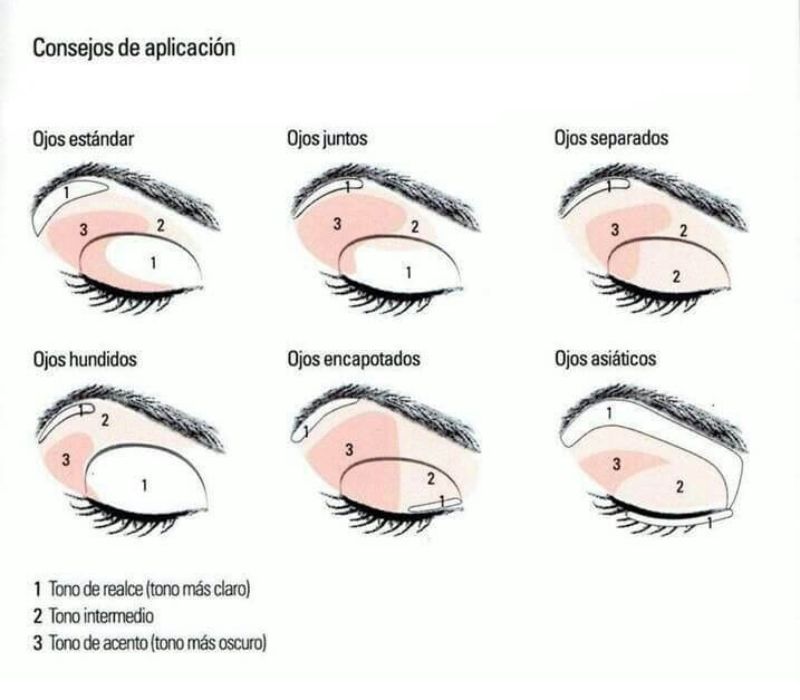 Consejos de aplicación
Ojos estándar
1
3
2
1
Ojos juntos
1
3
2
1
Ojos separados
1
3
2
2
Ojos hundidos
1
2
3
1
Ojos encapotados
1
3
2
1
Ojos asiáticos
1
3
2
1
1 Tono de realce (tono más claro)
2 Tono intermedio
3 Tono de acento (tono más oscuro)